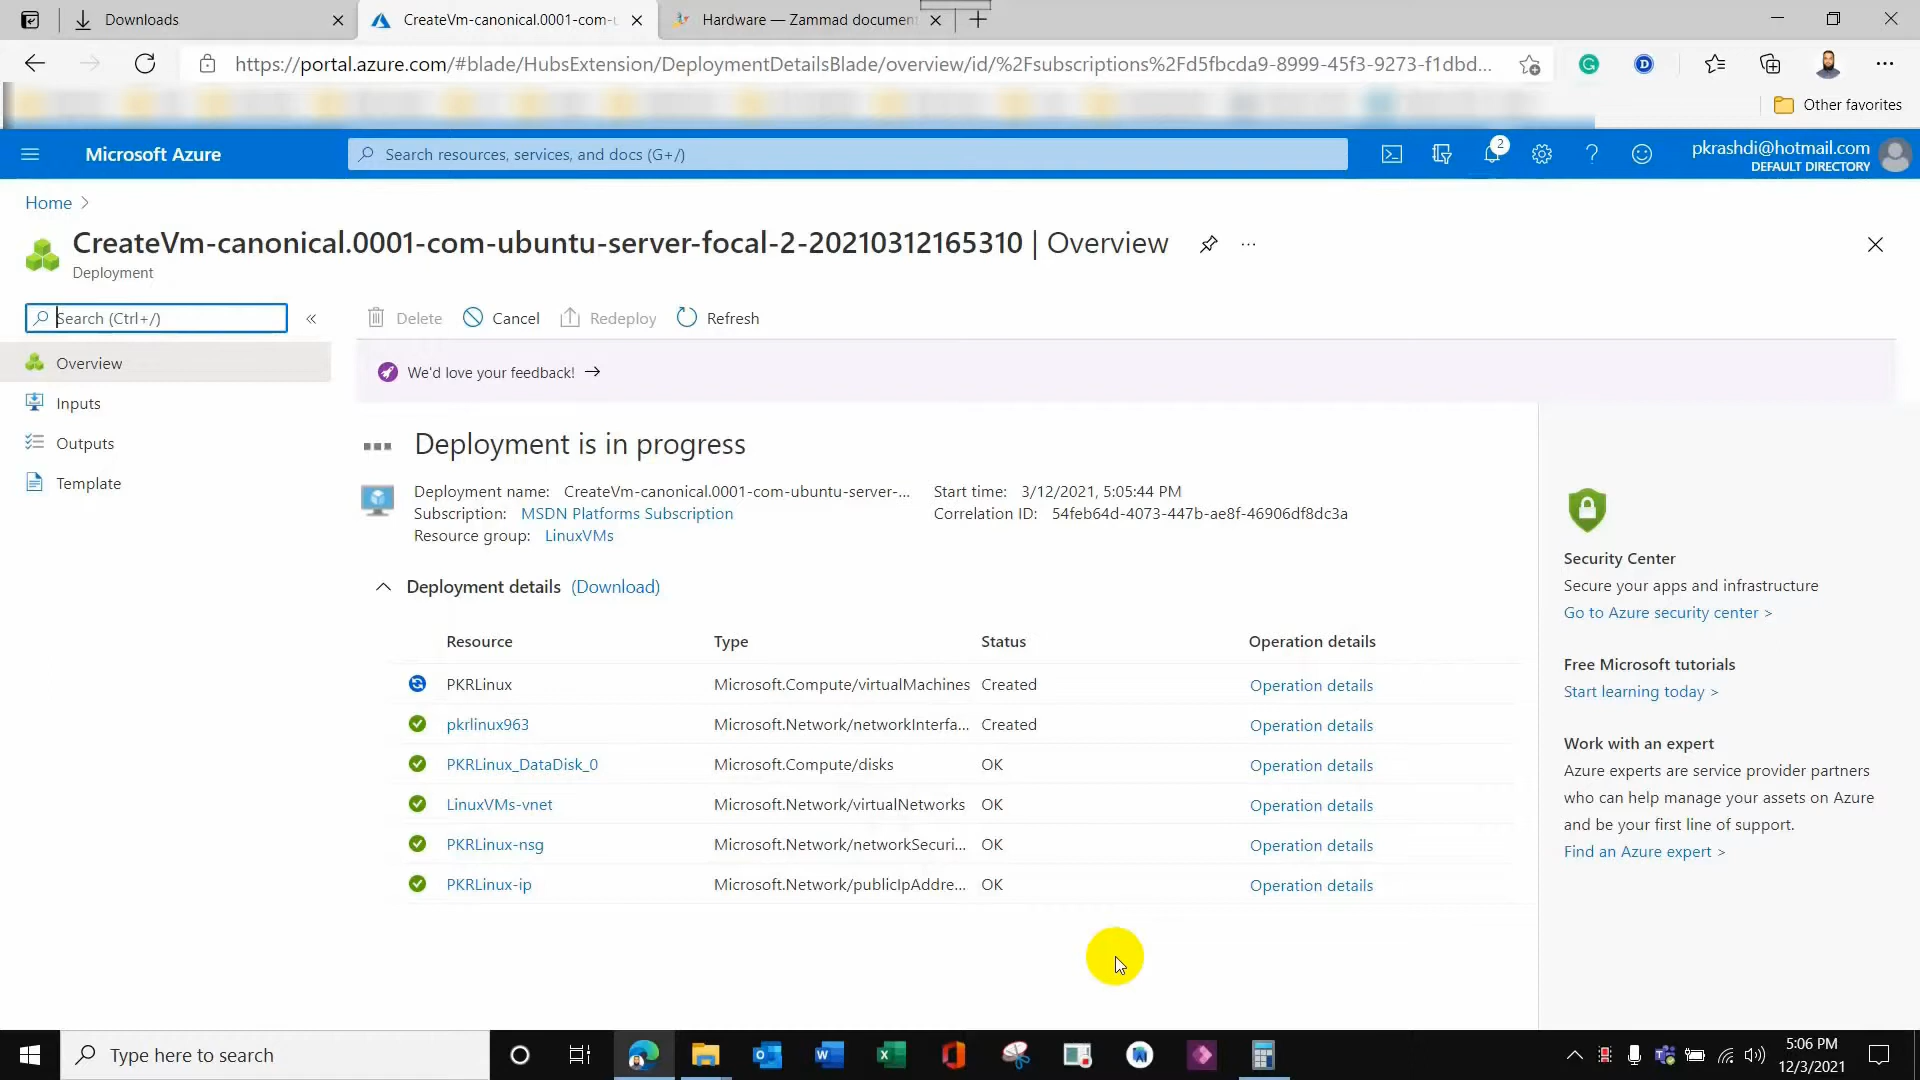 Downloads
CreateVm-canonical.0001-com-u
Hardware — Zammad document
https://portal.azure.com/#blade/HubsExtension/DeploymentDetailsBlade/overview/id/%2Fsubscriptions%2Fd5fbcda9-8999-45f3-9273-f1dbd...
Other favorites
Microsoft Azure
Search resources, services, and docs (G+/)
2
pkrashdi@hotmail.com
DEFAULT DIRECTORY
Home
CreateVm-canonical.0001-com-ubuntu-server-focal-2-20210312165310 | Overview
Deployment
Search (Ctrl+/)
Delete
Cancel
Redeploy
Refresh
Overview
Inputs
Outputs
Template
We'd love your feedback! →
Deployment is in progress
Deployment name: CreateVm-canonical.0001-com-ubuntu-server-...
Subscription: MSDN Platforms Subscription
Resource group: LinuxVMs
Start time: 3/12/2021, 5:05:44 PM
Correlation ID: 54feb64d-4073-447b-ae8f-46906df8dc3a
Deployment details (Download)
Resource Type Status Operation details
PKRLinux Microsoft.Compute/virtualMachines Created Operation details
pkrlinux963 Microsoft.Network/networkInterfa... Created Operation details
PKRLinux_DataDisk_0 Microsoft.Compute/disks OK Operation details
LinuxVMs-vnet Microsoft.Network/virtualNetworks OK Operation details
PKRLinux-nsg Microsoft.Network/networkSecuri... OK Operation details
PKRLinux-ip Microsoft.Network/publicIpAddre... OK Operation details
Security Center
Secure your apps and infrastructure
Go to Azure security center >
Free Microsoft tutorials
Start learning today >
Work with an expert
Azure experts are service provider partners
who can help manage your assets on Azure
and be your first line of support.
Find an Azure expert >
Type here to search
5:06 PM
12/3/2021